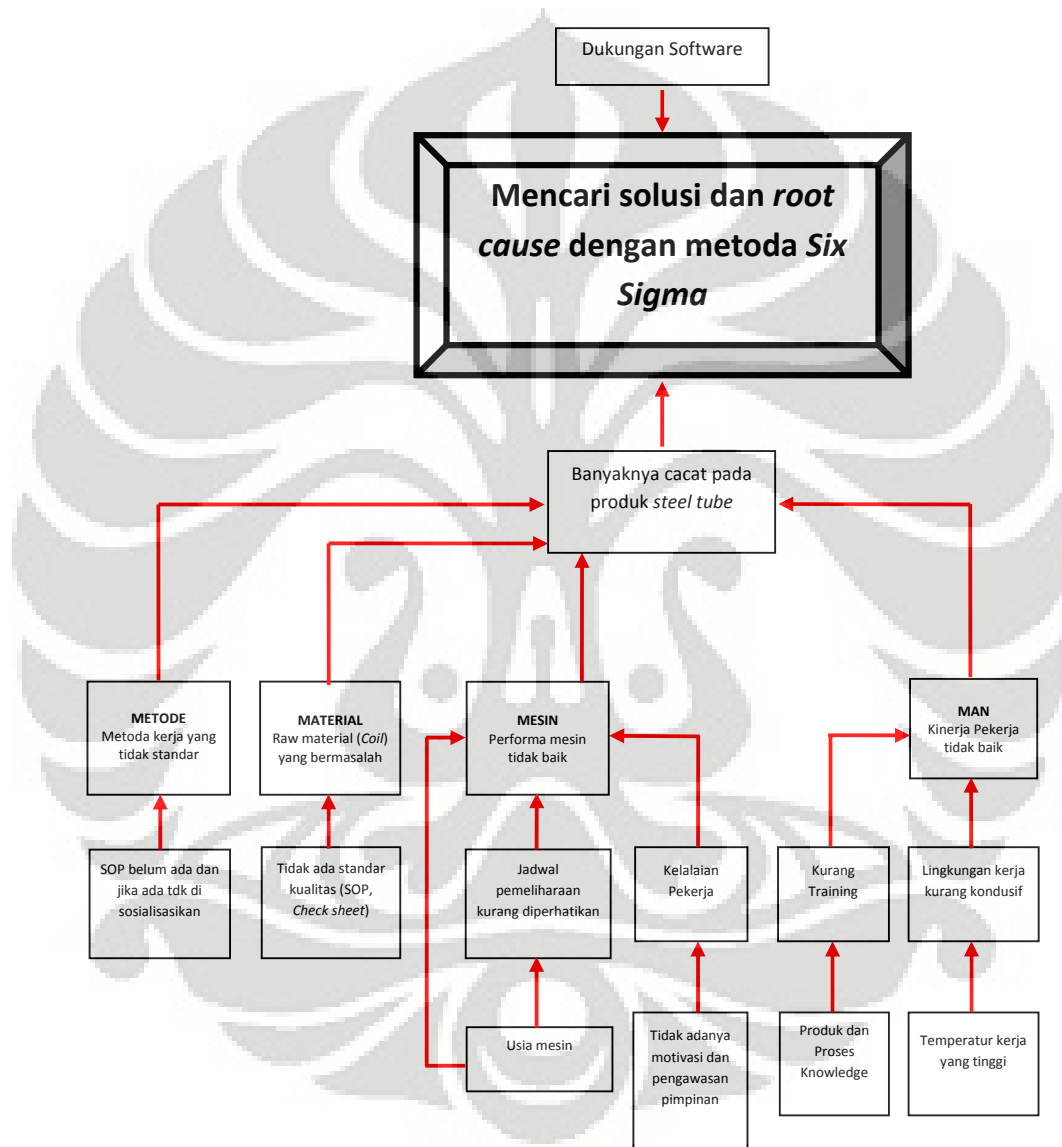 Dukungan Software
Mencari solusi dan root
cause dengan metoda Six
Sigma
Banyaknya cacat pada
produk steel tube
METODE
Metoda kerja yang
tidak standar
MATERIAL
Raw material (Coil)
yang bermasalah
MESIN
Performa mesin
tidak baik
MAN
Kinerja Pekerja
tidak baik
SOP belum ada dan
jika ada tdk di
sosialisasikan
Tidak ada standar
kualitas (SOP,
Check sheet)
Jadwal
pemeliharaan
kurang diperhatikan
Kelalaian
Pekerja
Kurang
Training
Lingkungan kerja
kurang kondusif
Usia mesin
Tidak adanya
motivasi dan
pengawasan
pimpinan
Produk dan
Proses
Knowledge
Temperatur kerja
yang tinggi